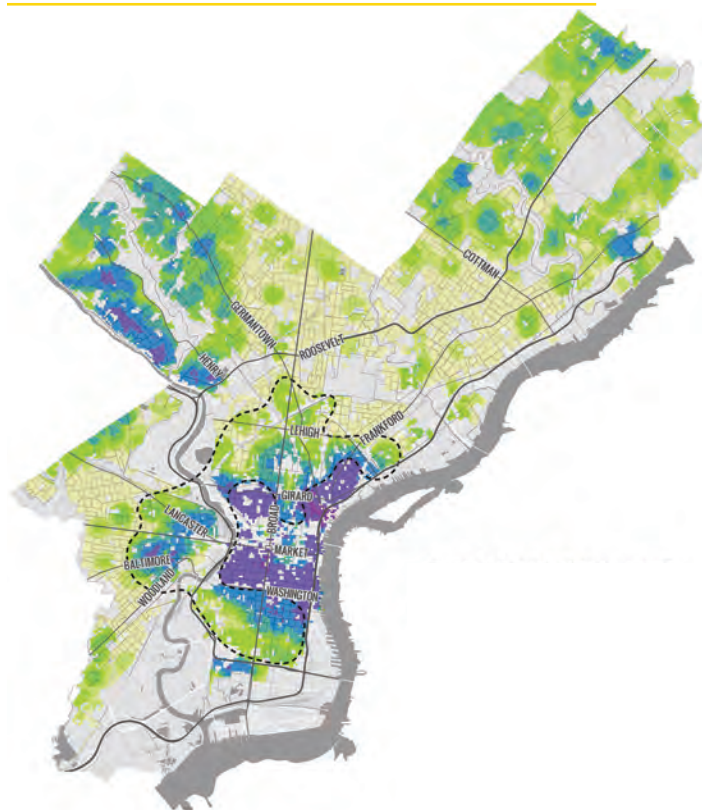 COTTMAN
GERMANTOWN
ROOSEVELT
HENRY
FRANKFORD
LEHIGH
GIRARD
LANCASTER
BROAD
MARKET
BALTIMORE
WOODLAND
WASHINGTON